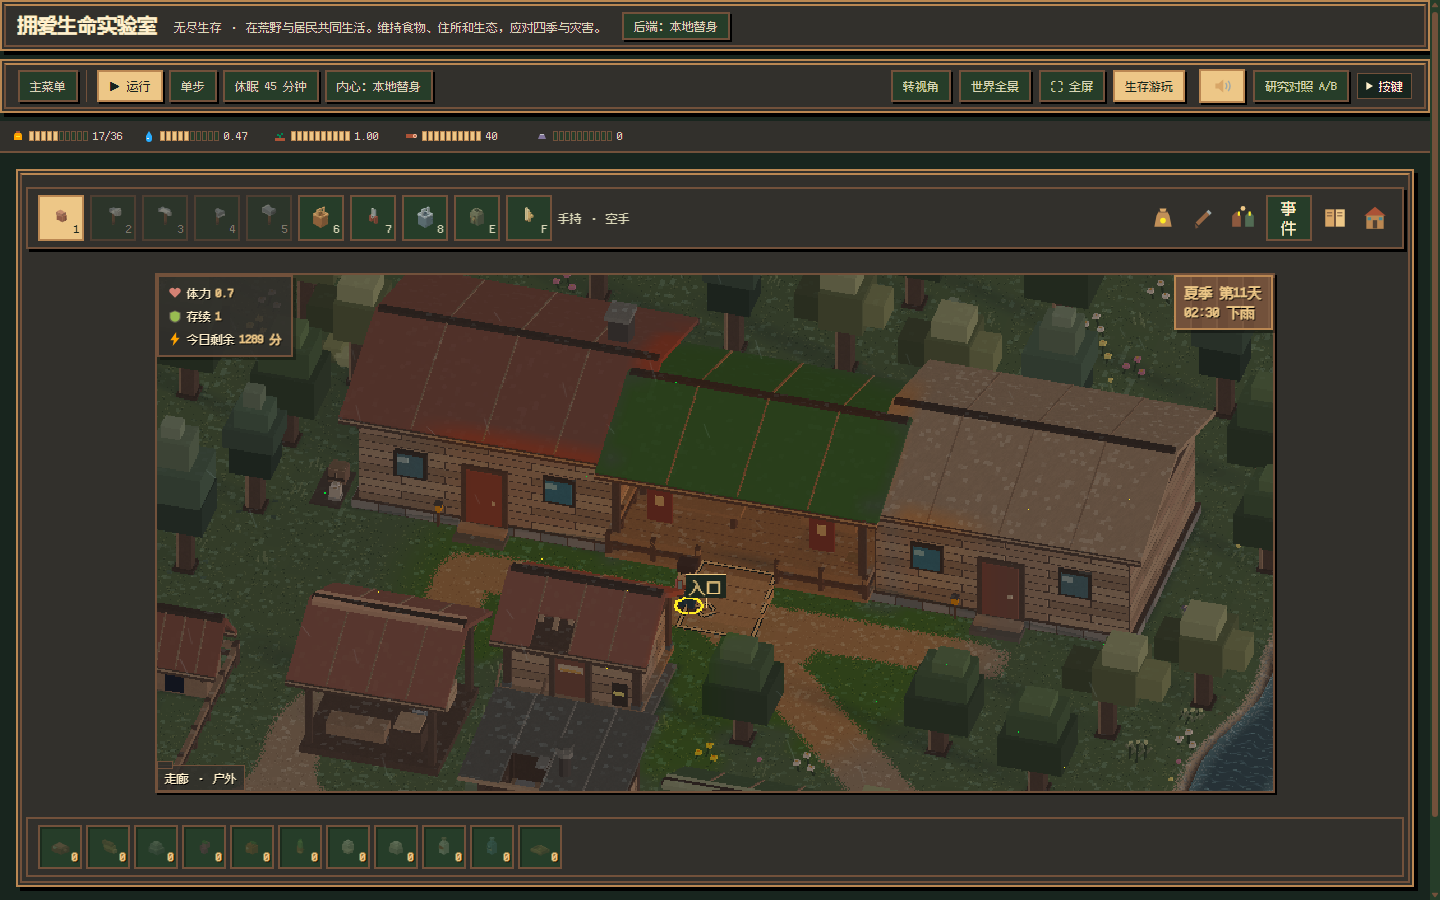 拥爱生命实验室
无尽生存 · 在荒野与居民共同生活。维持食物、住所和生态，应对四季与灾害。
后端：本地替身
主菜单
▶ 运行
单步
休眠 45 分钟
内心：本地替身
转视角
世界全景
全屏
生存游玩
研究对照 A/B
▶ 按键
17/36
0.47
1.00
40
0
1
2
3
4
5
6
7
8
E
F
手持 · 空手
事件
体力 0.7
存续 1
今日剩余 1289 分
夏季 第11天
02:30 下雨
入口
走廊 · 户外
0
0
0
0
0
0
0
0
0
0
0